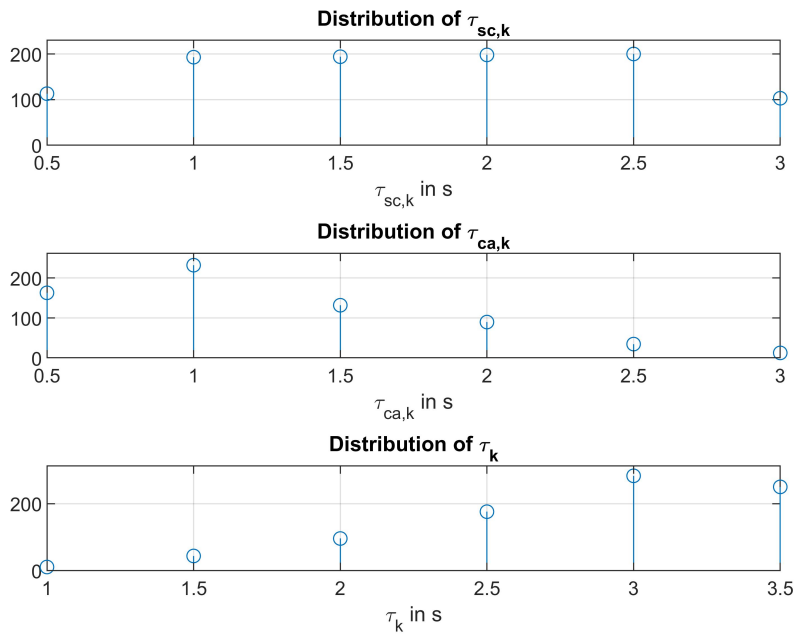 Distribution of τsc,k
200
100
0
0.5 1 1.5 2 2.5 3
τsc,k in s
Distribution of τca,k
200
100
0
0.5 1 1.5 2 2.5 3
τca,k in s
Distribution of τk
200
0
1 1.5 2 2.5 3 3.5
τk in s